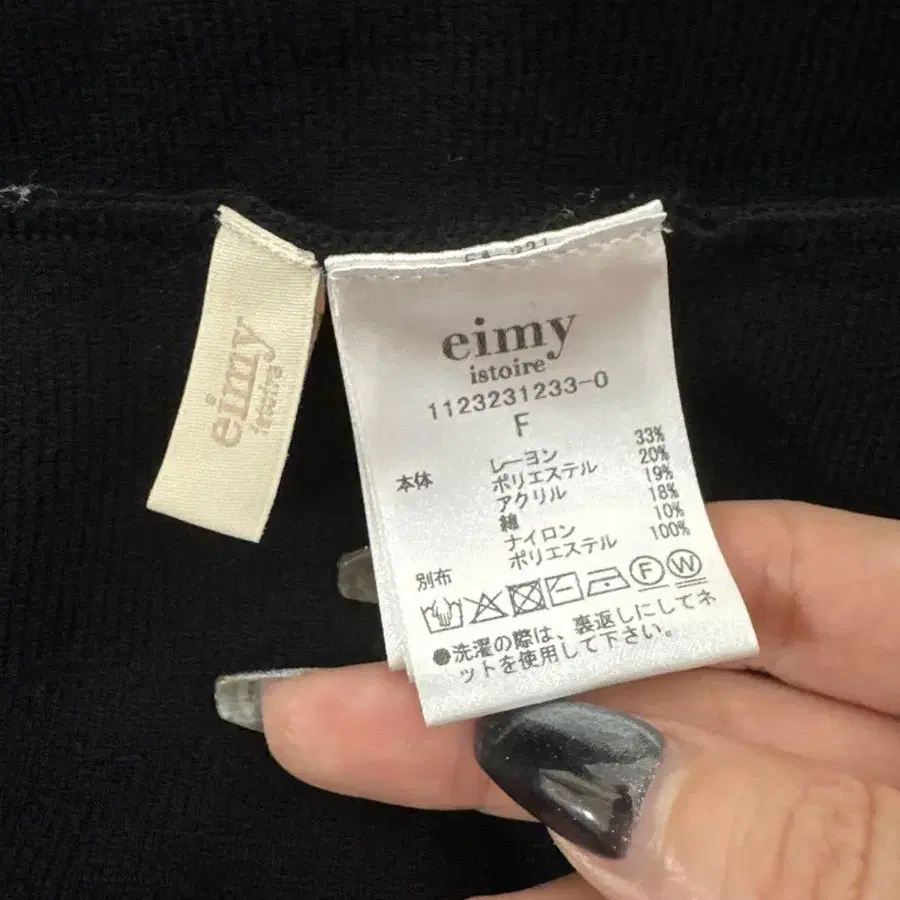 eimy
istoire
eimy
istoire
1123231233-0
F
本体 レーヨン 33%
ポリエステル 20%
アクリル 19%
綿 18%
ナイロン 10%
別布 ポリエステル 100%
F W
●洗濯の際は、裏返しにしてネ
ットを使用して下さい。